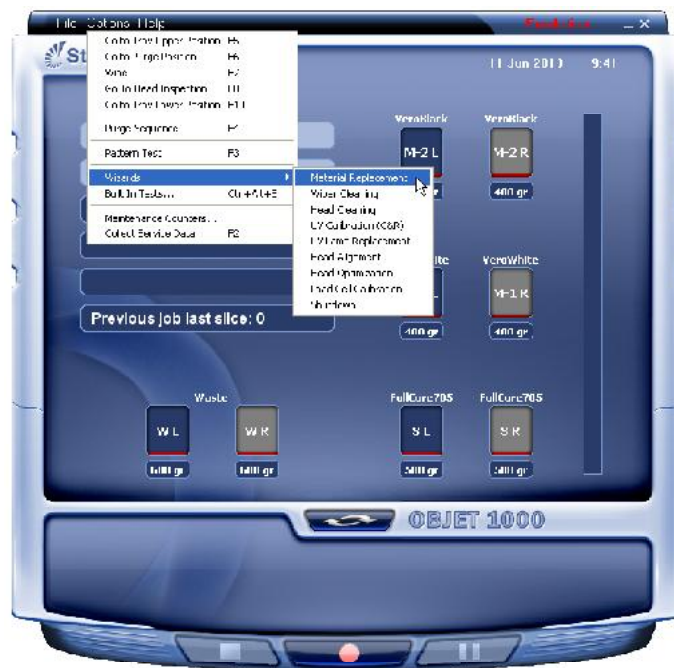 File Options Help
11 Jun 2010 9:41
Go to Tray Upper Position F5
Go to Purge Position F6
Wipe F7
Go To Head Inspection
Go to Tray Lower Position F11
Purge Sequence F4
Pattern Test F3
Wizards
Built In Tests... Ctrl+Alt+B
Maintenance Counters...
Collect Service Data F2
Material Replacement
Wiper Cleaning
Head Cleaning
UV Calibration (C&R)
UV Lamp Replacement
Head Alignment
Head Optimization
Load Cell Calibration
Shutdown
VeroBlack VeroBlack
M-2 L M-2 R
400 gr
VeroWhite
M-1 R
400 gr 400 gr
Previous job last slice: 0
Waste
W L W R
FullCure705 FullCure705
S L S R
OBJET 1000